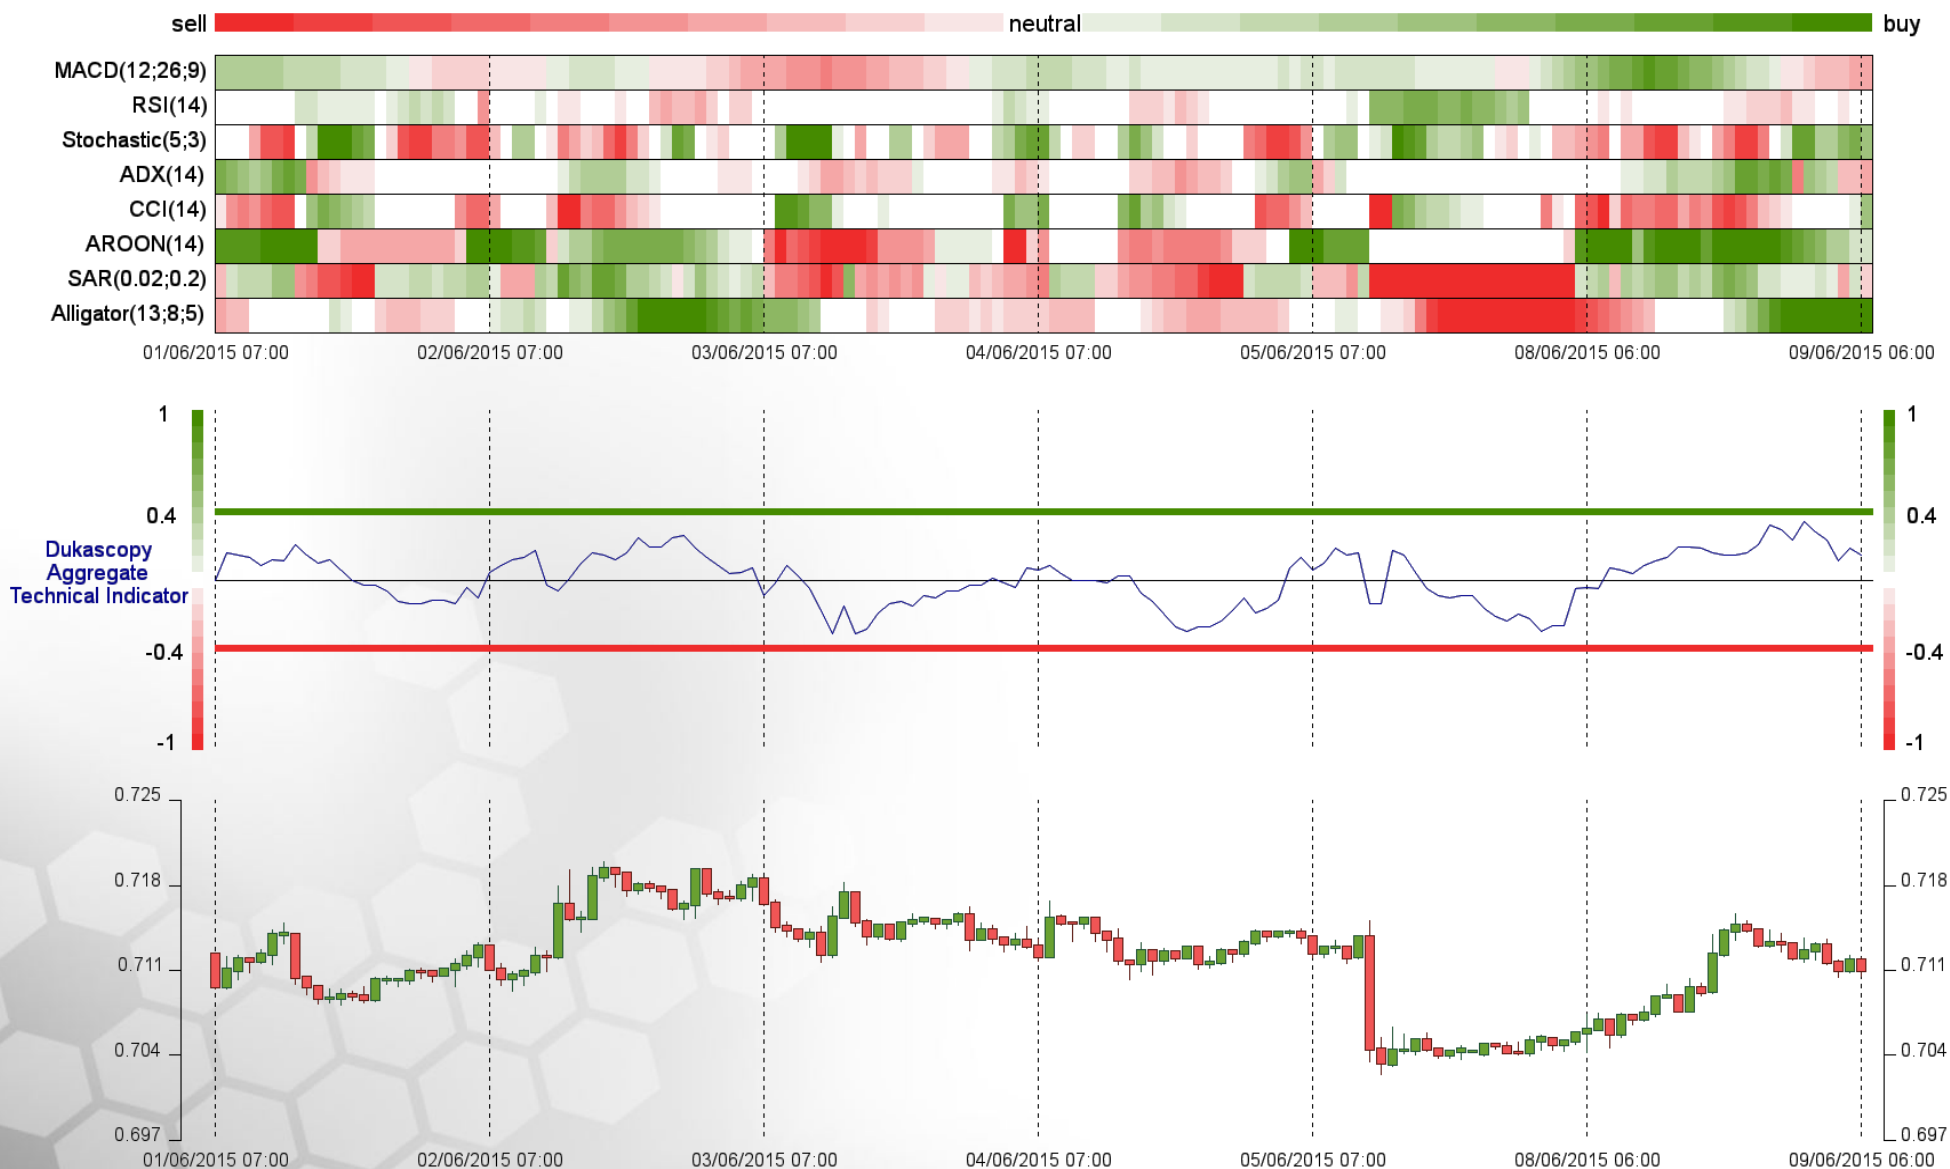 sell neutral buy
MACD(12;26;9)
RSI(14)
Stochastic(5;3)
ADX(14)
CCI(14)
AROON(14)
SAR(0.02;0.2)
Alligator(13;8;5)
01/06/2015 07:00 02/06/2015 07:00 03/06/2015 07:00 04/06/2015 07:00 05/06/2015 07:00 08/06/2015 06:00 09/06/2015 06:00
1 1
0.4 0.4
Dukascopy
Aggregate
Technical Indicator
-0.4 -0.4
-1 -1
0.725 0.725
0.718 0.718
0.711 0.711
0.704 0.704
0.697 0.697
01/06/2015 07:00 02/06/2015 07:00 03/06/2015 07:00 04/06/2015 07:00 05/06/2015 07:00 08/06/2015 06:00 09/06/2015 06:00